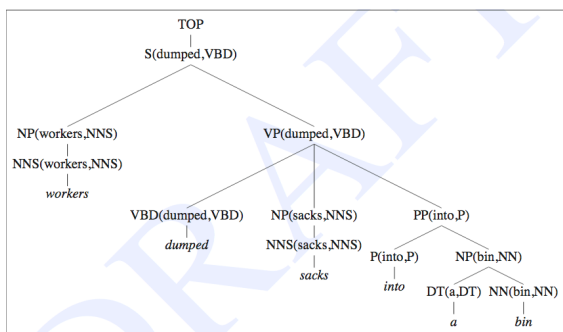 TOP
S(dumped,VBD)
NP(workers,NNS) VP(dumped,VBD)
NNS(workers,NNS)
workers
VBD(dumped,VBD) NP(sacks,NNS) PP(into,P)
dumped NNS(sacks,NNS) P(into,P) NP(bin,NN)
sacks into DT(a,DT) NN(bin,NN)
a bin
DRAFT